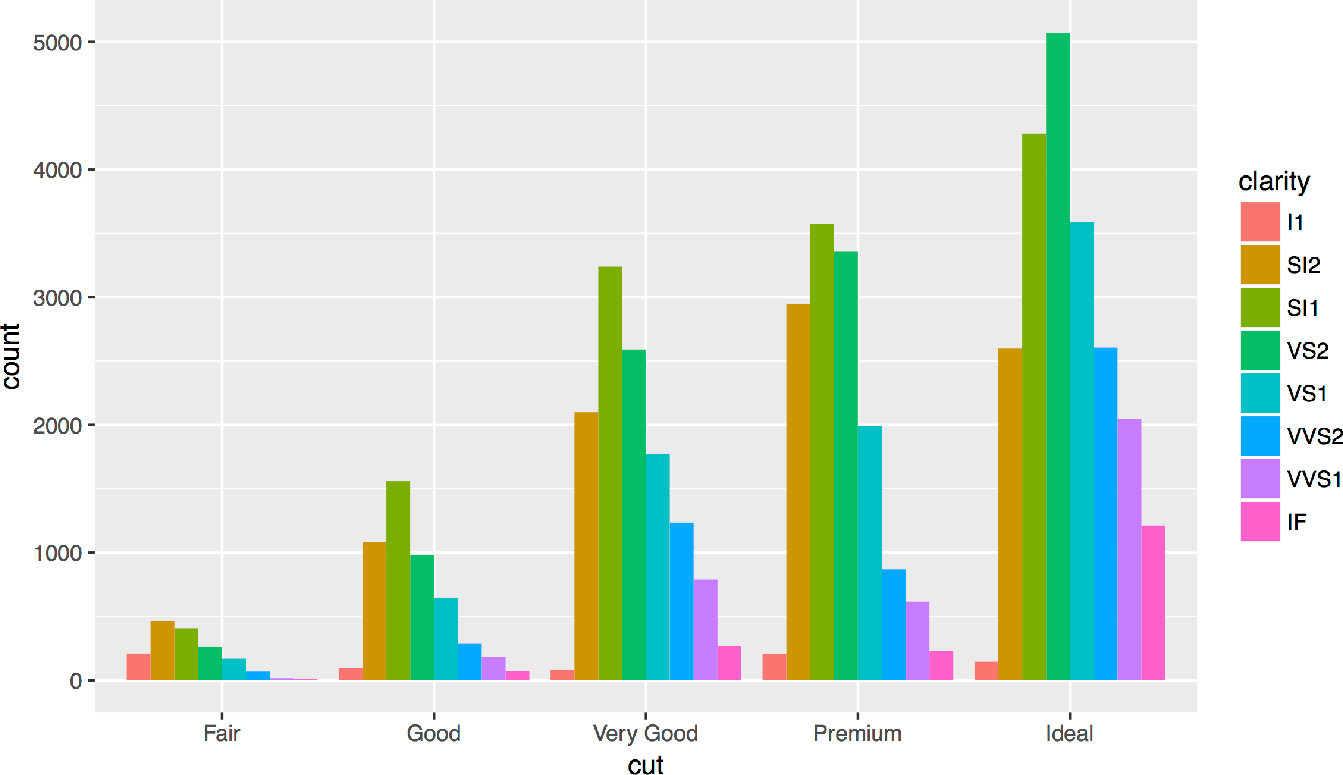 5000
4000
3000
2000
1000
0
count
Fair Good Very Good Premium Ideal
cut
clarity
I1
SI2
SI1
VS2
VS1
VVS2
VVS1
IF